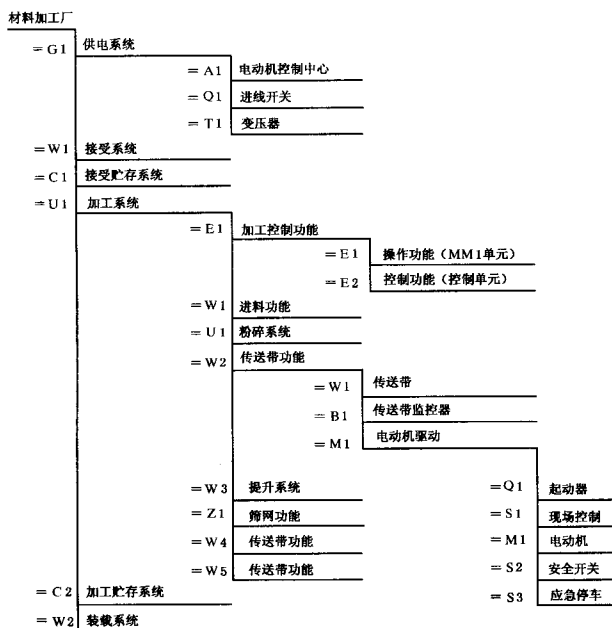 材料加工厂
=G1 供电系统
=A1 电动机控制中心
=Q1 进线开关
=T1 变压器
=W1 接受系统
=C1 接受贮存系统
=U1 加工系统
=E1 加工控制功能
=E1 操作功能（MM1单元）
=E2 控制功能（控制单元）
=W1 进料功能
=U1 粉碎系统
=W2 传送带功能
=W1 传送带
=B1 传送带监控器
=M1 电动机驱动
=Q1 起动器
=S1 现场控制
=M1 电动机
=S2 安全开关
=S3 应急停车
=W3 提升系统
=Z1 筛网功能
=W4 传送带功能
=W5 传送带功能
=C2 加工贮存系统
=W2 装载系统